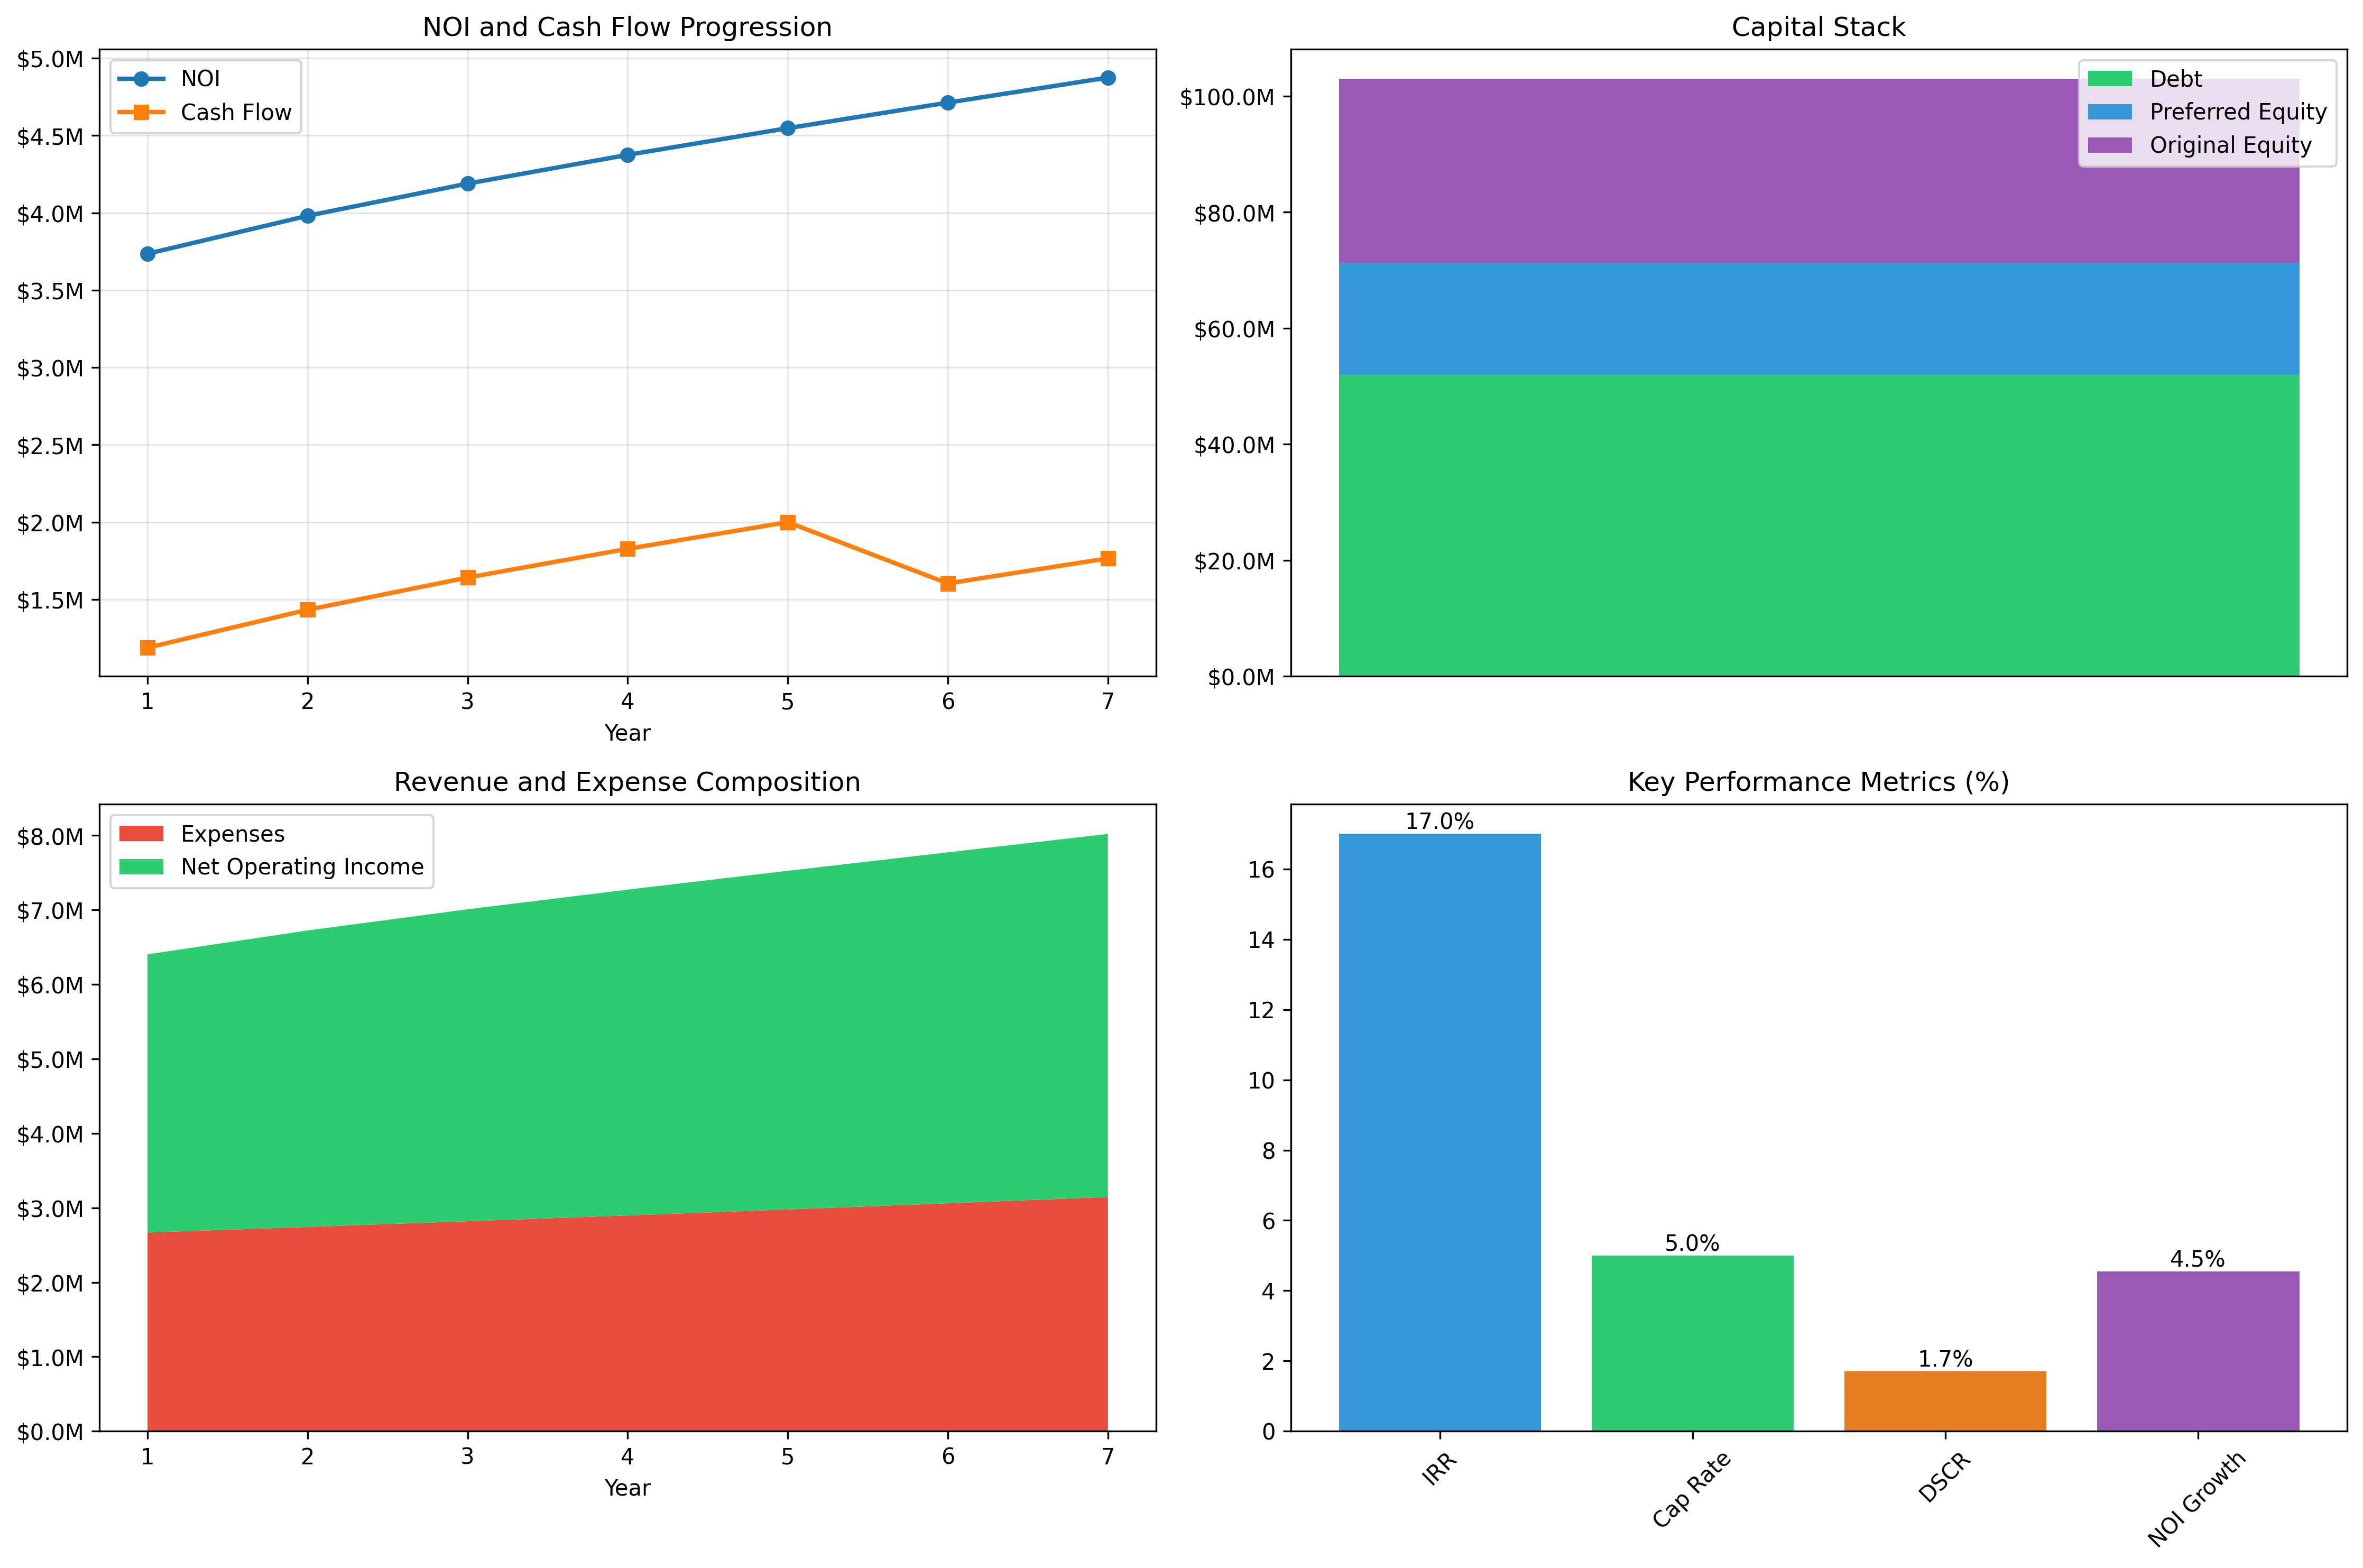 NOI and Cash Flow Progression
$5.0M
$4.5M
$4.0M
$3.5M
$3.0M
$2.5M
$2.0M
$1.5M
NOI
Cash Flow
1 2 3 4 5 6 7
Year
Capital Stack
$100.0M
$80.0M
$60.0M
$40.0M
$20.0M
$0.0M
Debt
Preferred Equity
Original Equity
Revenue and Expense Composition
$8.0M
$7.0M
$6.0M
$5.0M
$4.0M
$3.0M
$2.0M
$1.0M
$0.0M
Expenses
Net Operating Income
1 2 3 4 5 6 7
Year
Key Performance Metrics (%)
16
14
12
10
8
6
4
2
0
17.0%
5.0%
1.7%
4.5%
IRR
Cap Rate
DSCR
NOI Growth